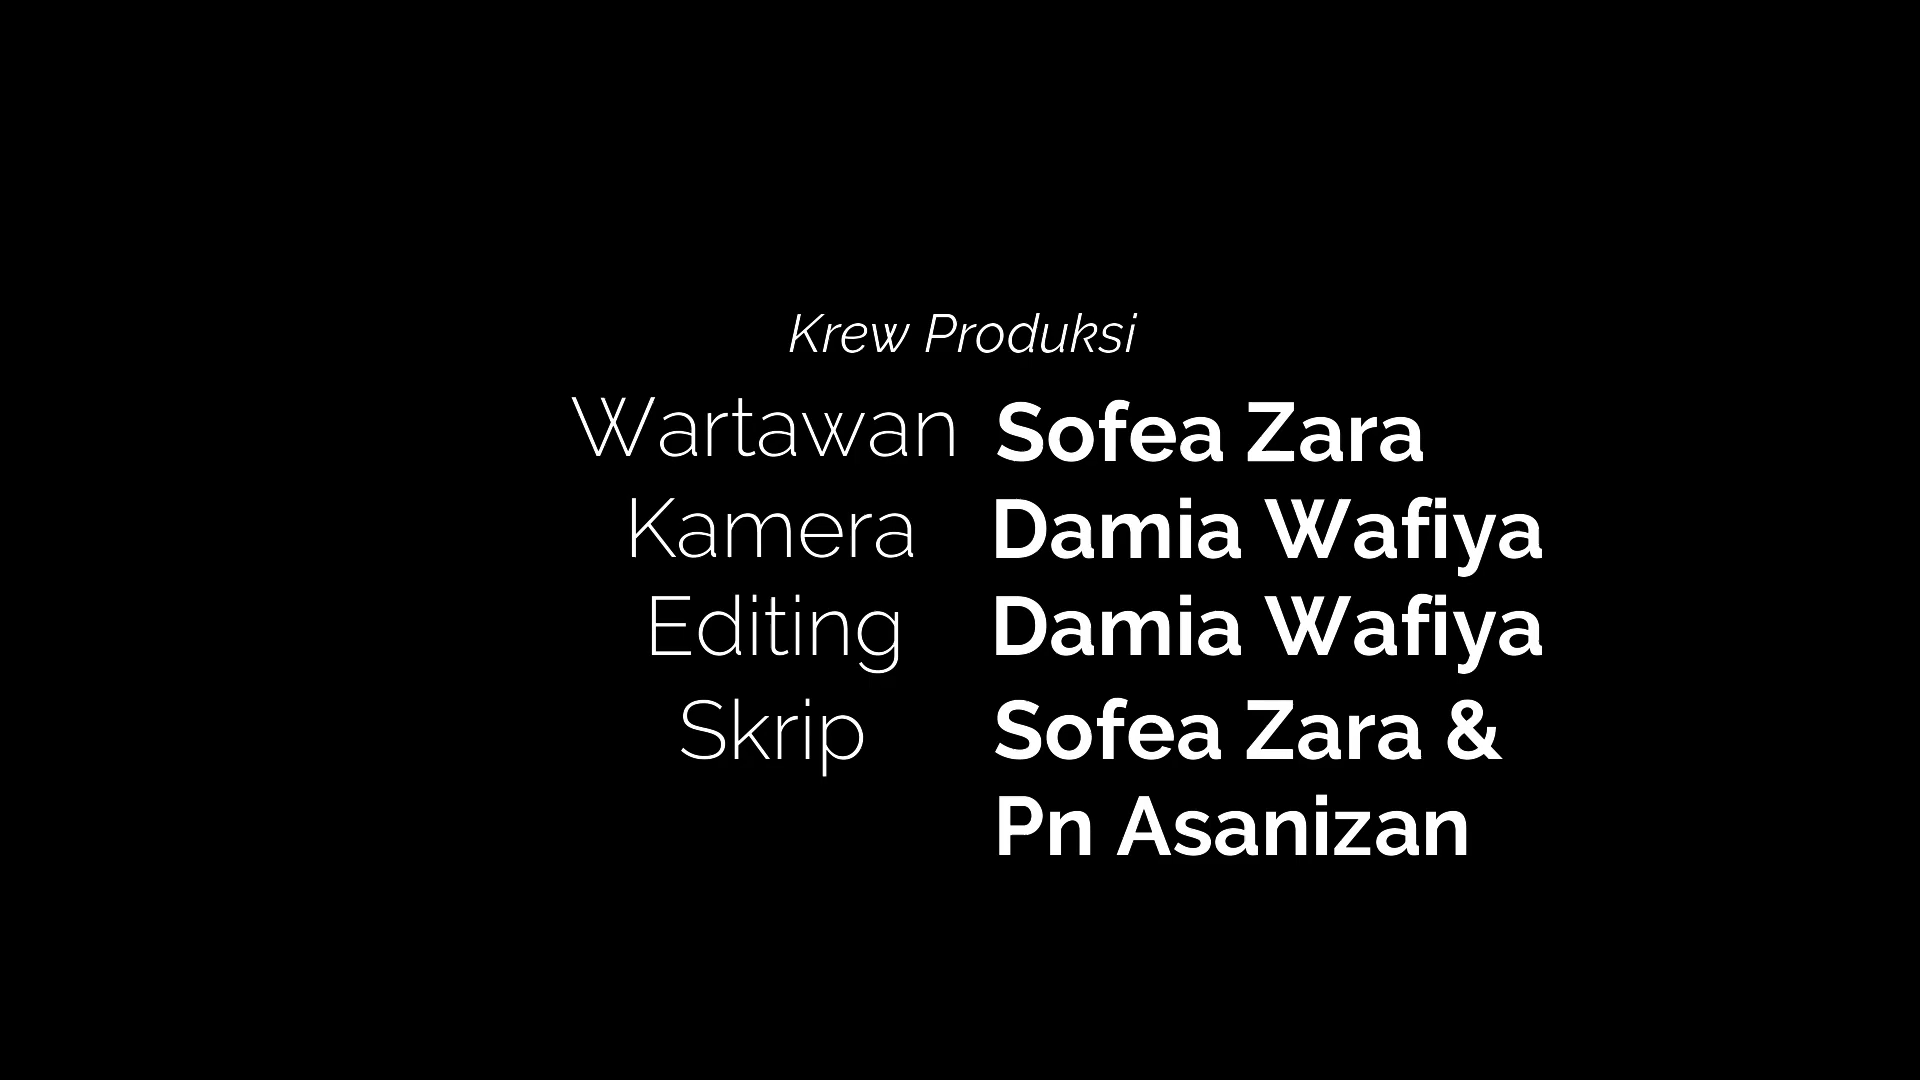 Krew Produksi
Wartawan Sofea Zara
Kamera Damia Wafiya
Editing Damia Wafiya
Skrip Sofea Zara &
Pn Asanizan